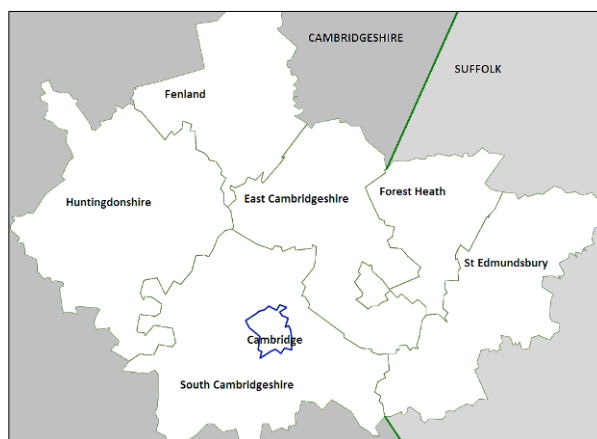 CAMBRIDGESHIRE
SUFFOLK
Fenland
Huntingdonshire
East Cambridgeshire
Forest Heath
St Edmundsbury
Cambridge
South Cambridgeshire